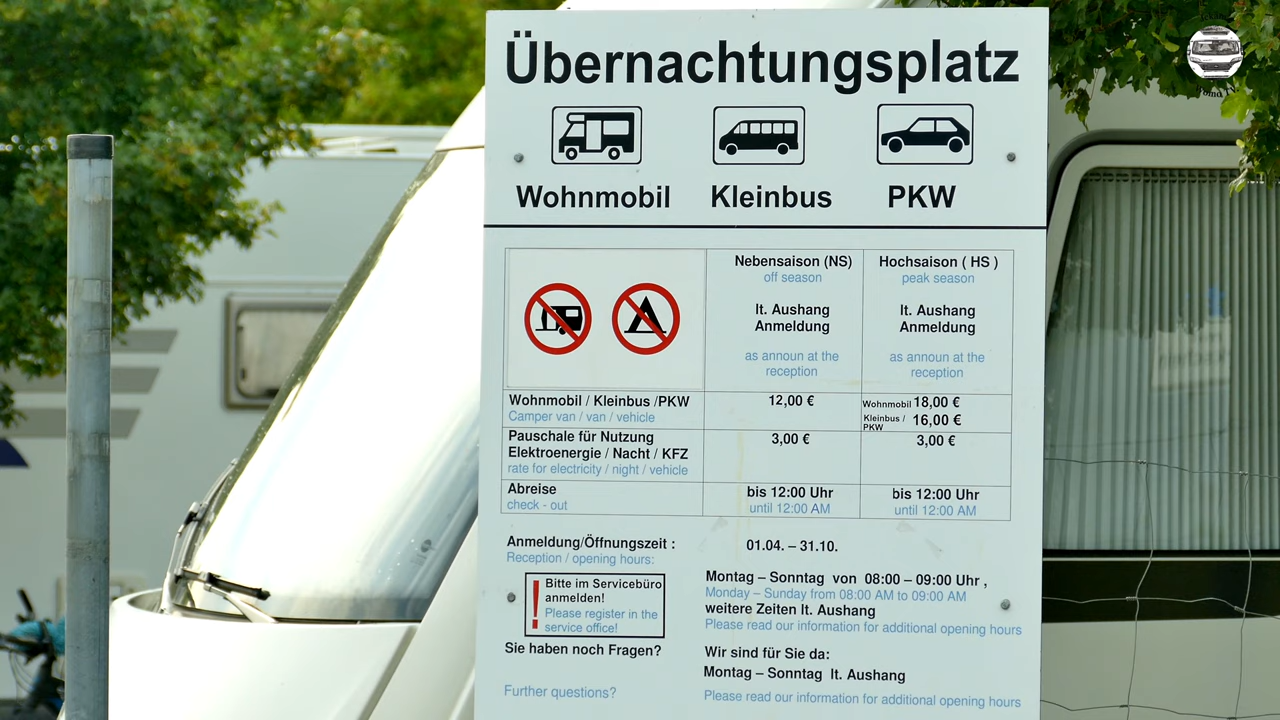 Übernachtungsplatz
Wohnmobil Kleinbus PKW
Nebensaison (NS) Hochsaison ( HS )
off season peak season
lt. Aushang lt. Aushang
Anmeldung Anmeldung
as announ at the as announ at the
reception reception
Wohnmobil / Kleinbus /PKW 12,00 € Wohnmobil 18,00 €
Camper van / van / vehicle Kleinbus / PKW 16,00 €
Pauschale für Nutzung 3,00 € 3,00 €
Elektroenergie / Nacht / KFZ
rate for electricity / night / vehicle
Abreise bis 12:00 Uhr bis 12:00 Uhr
check - out until 12:00 AM until 12:00 AM
Anmeldung/Öffnungszeit : 01.04. – 31.10.
Reception / opening hours:
! Bitte im Servicebüro
anmelden!
Please register in the
service office!
Montag – Sonntag von 08:00 – 09:00 Uhr ,
Monday – Sunday from 08:00 AM to 09:00 AM
weitere Zeiten lt. Aushang
Please read our information for additional opening hours
Sie haben noch Fragen? Wir sind für Sie da:
Montag – Sonntag lt. Aushang
Further questions? Please read our information for additional opening hours